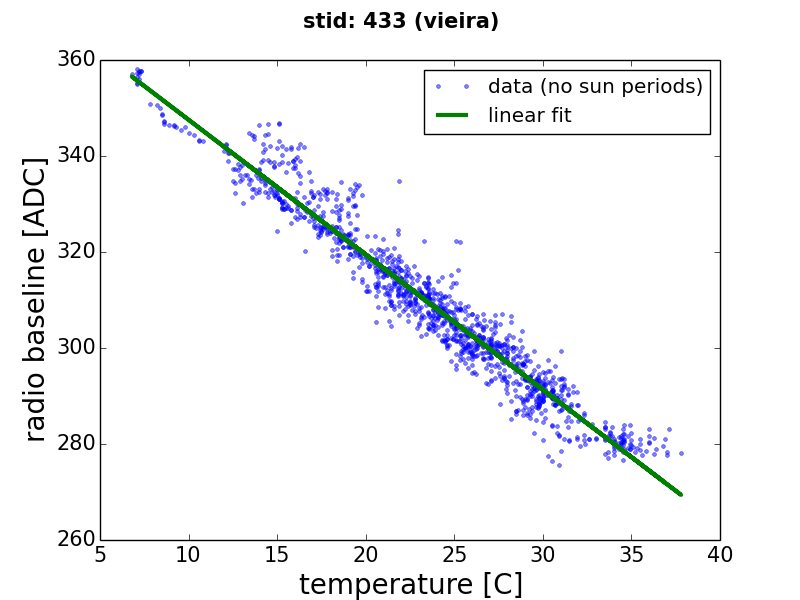 stid: 433 (vieira)
data (no sun periods)
linear fit
radio baseline [ADC]
360
340
320
300
280
260
5 10 15 20 25 30 35 40
temperature [C]